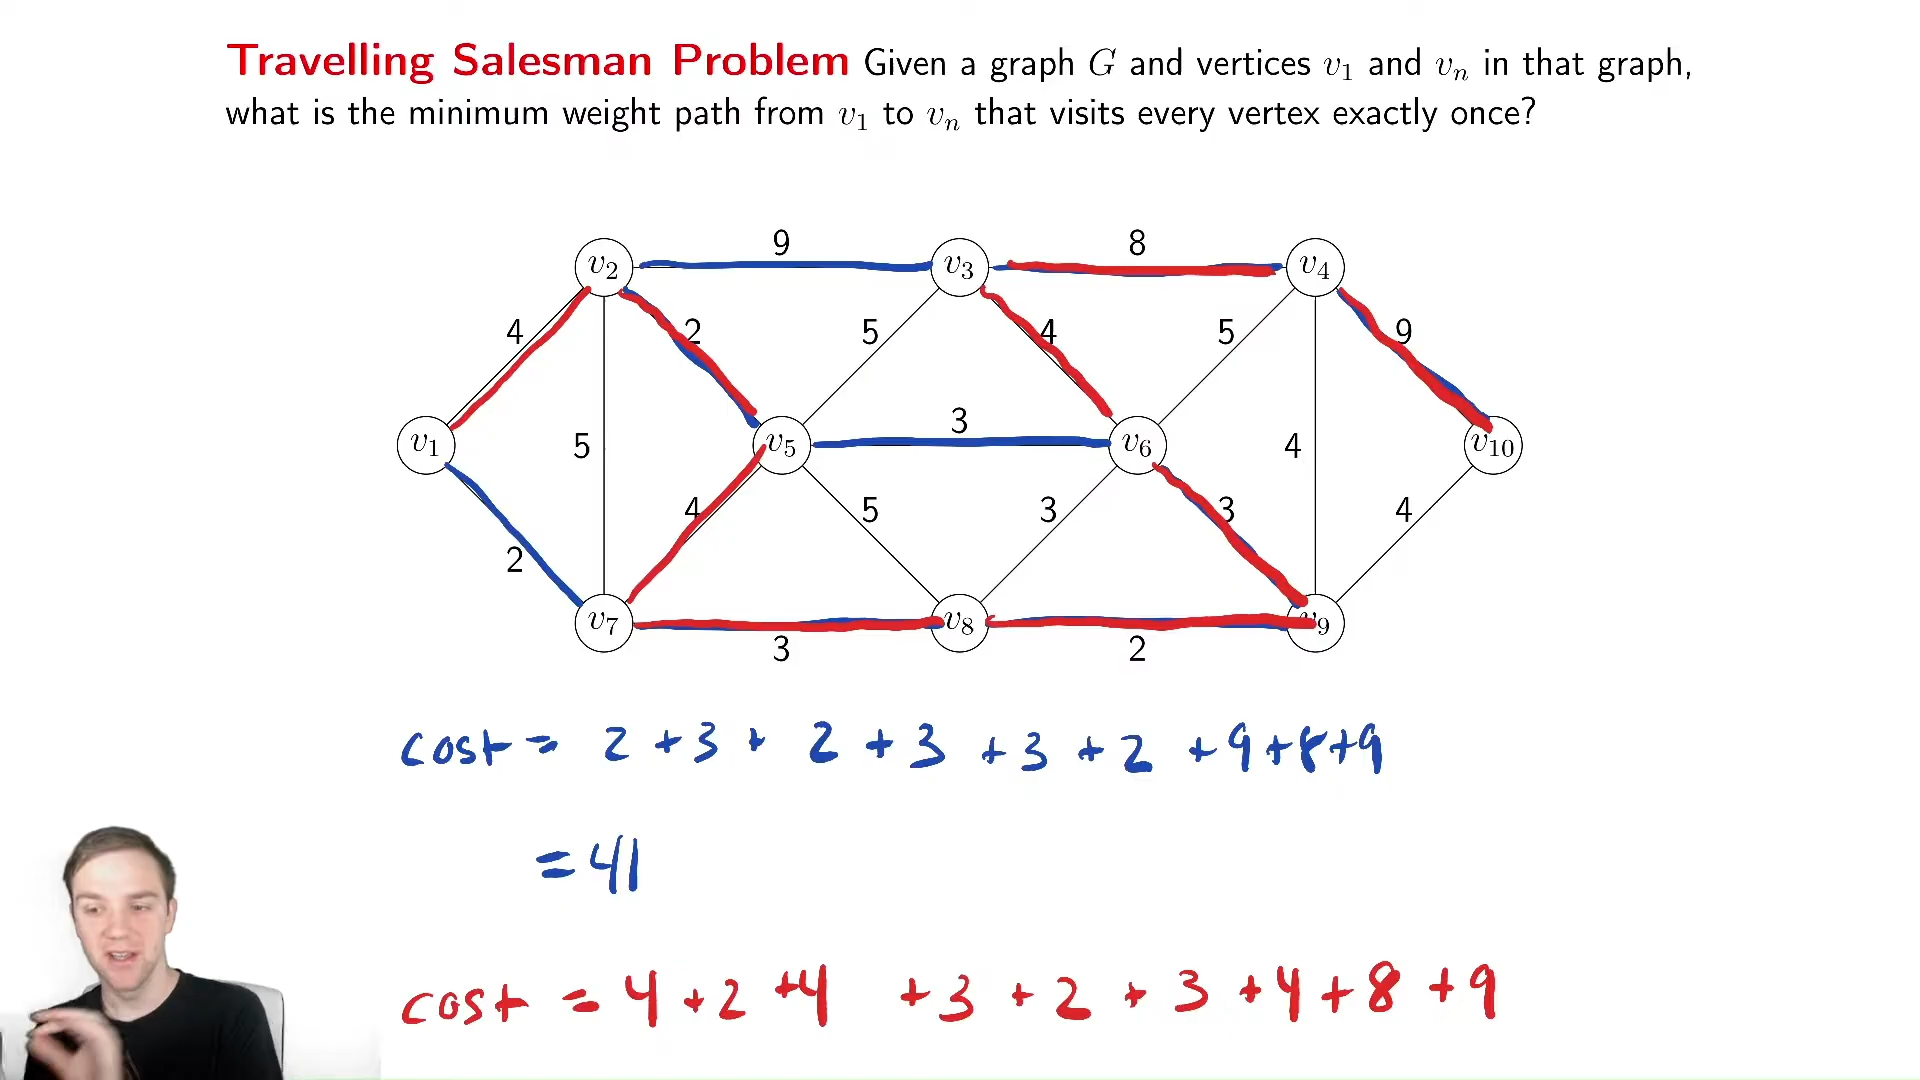 Travelling Salesman Problem Given a graph G and vertices v₁ and vₙ in that graph,
what is the minimum weight path from v₁ to vₙ that visits every vertex exactly once?
9 8
v₂ v₃ v₄
4 2 5 4 5 9
3
v₁ 5 v₅ v₆ 4 v₁₀
2 4 5 3 3 4
v₇ v₈ v₉
3 2
cost = 2 + 3 + 2 + 3 + 3 + 2 + 9 + 8 + 9
= 41
cost = 4 + 2 + 4 + 3 + 2 + 3 + 4 + 8 + 9